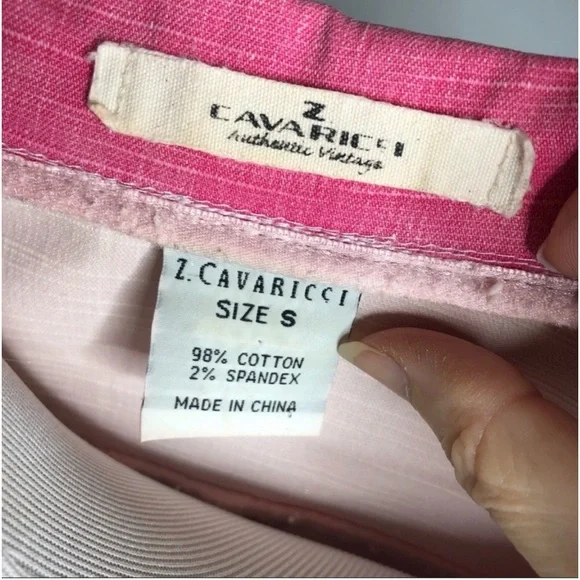 Z
CAVARICCI
Authentic Vintage
Z.CAVARICCI
SIZE S
98% COTTON
2% SPANDEX
MADE IN CHINA